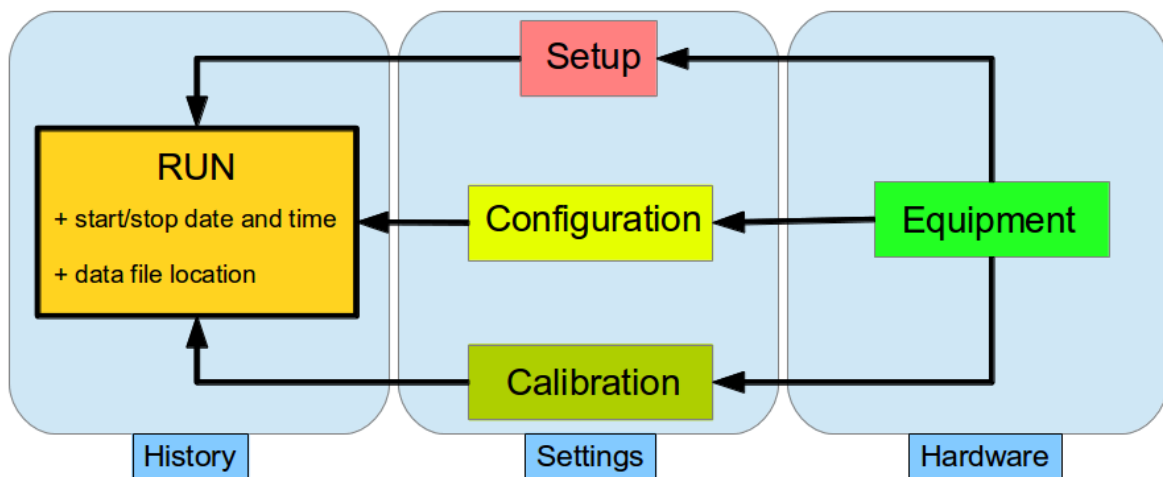 Setup
RUN
+ start/stop date and time
+ data file location
Configuration
Equipment
Calibration
History
Settings
Hardware